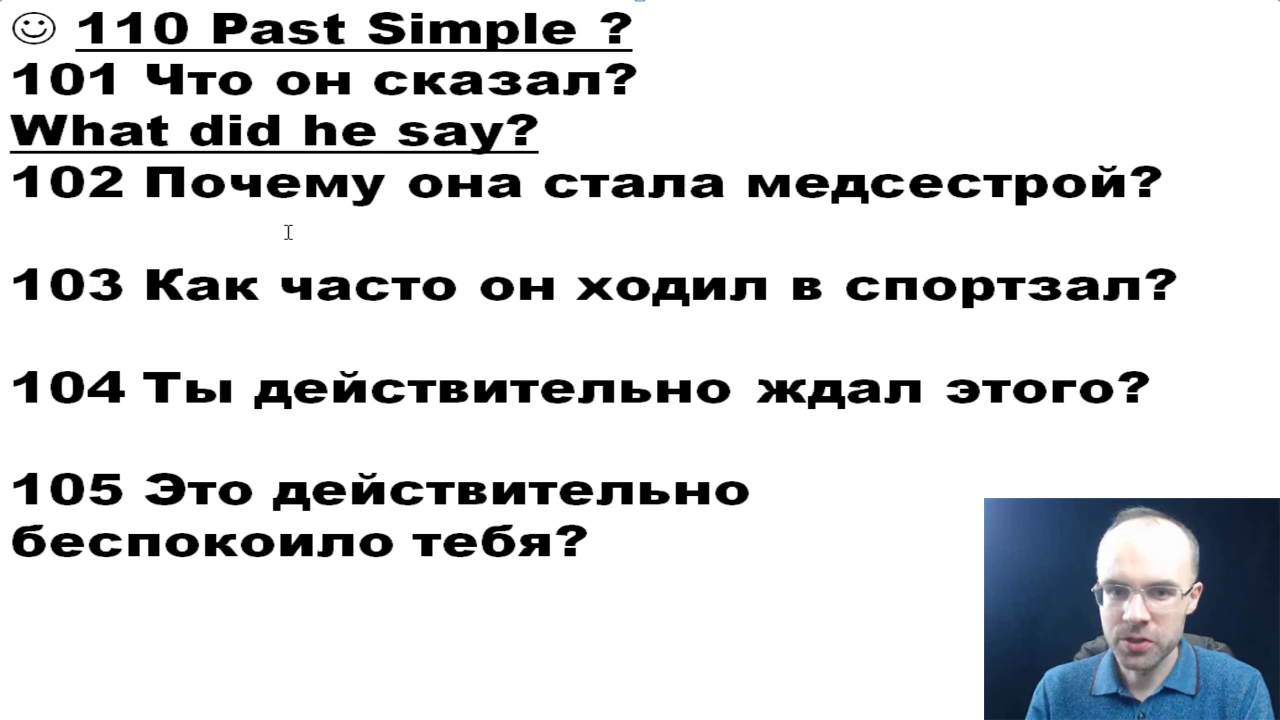 ☺ 110 Past Simple ?
101 Что он сказал?
What did he say?
102 Почему она стала медсестрой?
103 Как часто он ходил в спортзал?
104 Ты действительно ждал этого?
105 Это действительно
беспокоило тебя?